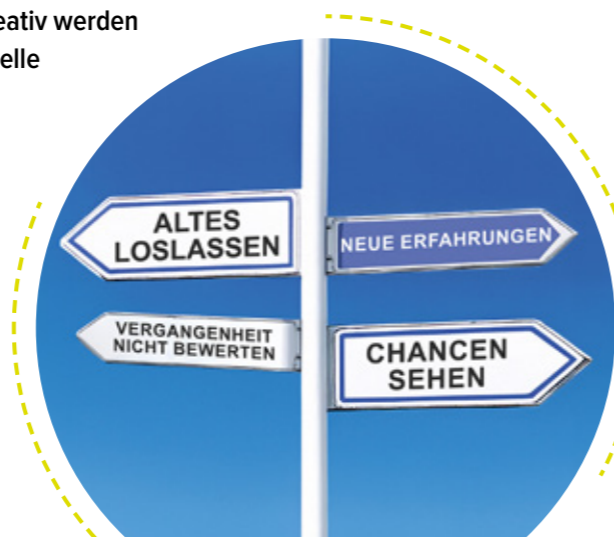 eativ werden
elle
ALTES
LOSLASSEN
NEUE ERFAHRUNGEN
VERGANGENHEIT
NICHT BEWERTEN
CHANCEN
SEHEN